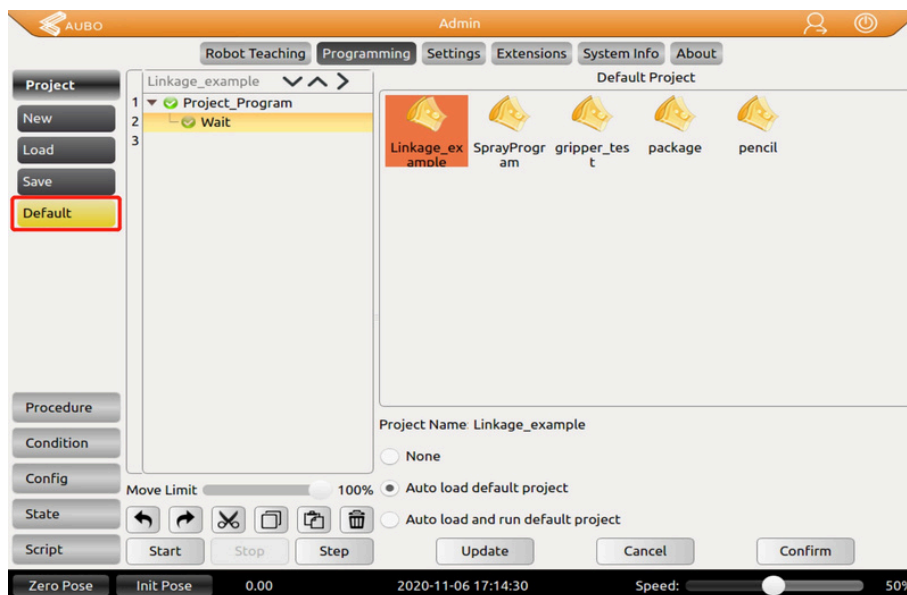 AUBO
Admin
Robot Teaching Programming Settings Extensions System Info About
Project
New
Load
Save
Default
Procedure
Condition
Config
State
Script
Linkage_example
1 Project_Program
2 Wait
3
Move Limit 100%
Start Stop Step
Default Project
Linkage_ex
ample
SprayProgr
am
gripper_tes
t
package
pencil
Project Name: Linkage_example
None
Auto load default project
Auto load and run default project
Update Cancel Confirm
Zero Pose Init Pose 0.00 2020-11-06 17:14:30 Speed: 50%